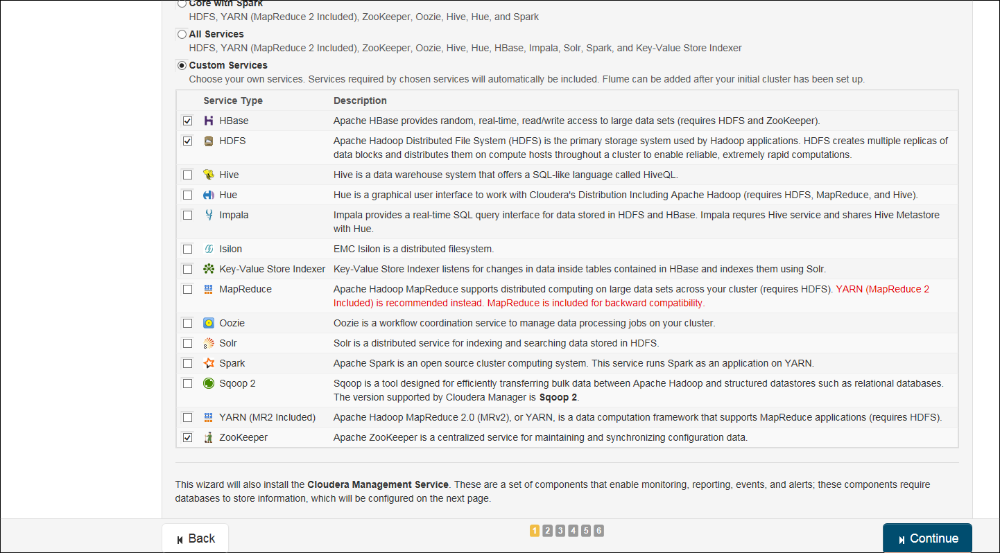 Core with Spark
HDFS, YARN (MapReduce 2 Included), ZooKeeper, Oozie, Hive, Hue, and Spark
All Services
HDFS, YARN (MapReduce 2 Included), ZooKeeper, Oozie, Hive, Hue, HBase, Impala, Solr, Spark, and Key-Value Store Indexer
Custom Services
Choose your own services. Services required by chosen services will automatically be included. Flume can be added after your initial cluster has been set up.
Service Type Description
HBase Apache HBase provides random, real-time, read/write access to large data sets (requires HDFS and ZooKeeper).
HDFS Apache Hadoop Distributed File System (HDFS) is the primary storage system used by Hadoop applications. HDFS creates multiple replicas of
data blocks and distributes them on compute hosts throughout a cluster to enable reliable, extremely rapid computations.
Hive Hive is a data warehouse system that offers a SQL-like language called HiveQL.
Hue Hue is a graphical user interface to work with Cloudera's Distribution Including Apache Hadoop (requires HDFS, MapReduce, and Hive).
Impala Impala provides a real-time SQL query interface for data stored in HDFS and HBase. Impala requres Hive service and shares Hive Metastore
with Hue.
Isilon EMC Isilon is a distributed filesystem.
Key-Value Store Indexer Key-Value Store Indexer listens for changes in data inside tables contained in HBase and indexes them using Solr.
MapReduce Apache Hadoop MapReduce supports distributed computing on large data sets across your cluster (requires HDFS). YARN (MapReduce 2
Included) is recommended instead. MapReduce is included for backward compatibility.
Oozie Oozie is a workflow coordination service to manage data processing jobs on your cluster.
Solr Solr is a distributed service for indexing and searching data stored in HDFS.
Spark Apache Spark is an open source cluster computing system. This service runs Spark as an application on YARN.
Sqoop 2 Sqoop is a tool designed for efficiently transferring bulk data between Apache Hadoop and structured datastores such as relational databases.
The version supported by Cloudera Manager is Sqoop 2.
YARN (MR2 Included) Apache Hadoop MapReduce 2.0 (MRv2), or YARN, is a data computation framework that supports MapReduce applications (requires HDFS).
ZooKeeper Apache ZooKeeper is a centralized service for maintaining and synchronizing configuration data.
This wizard will also install the Cloudera Management Service. These are a set of components that enable monitoring, reporting, events, and alerts; these components require
databases to store information, which will be configured on the next page.
Back 1 2 3 4 5 6 Continue